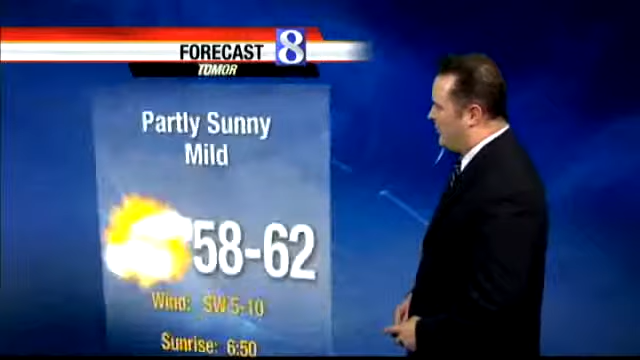 FORECAST 8
TOMOR
Partly Sunny
Mild
58-62
Wind: SW 5-10
Sunrise: 6:50